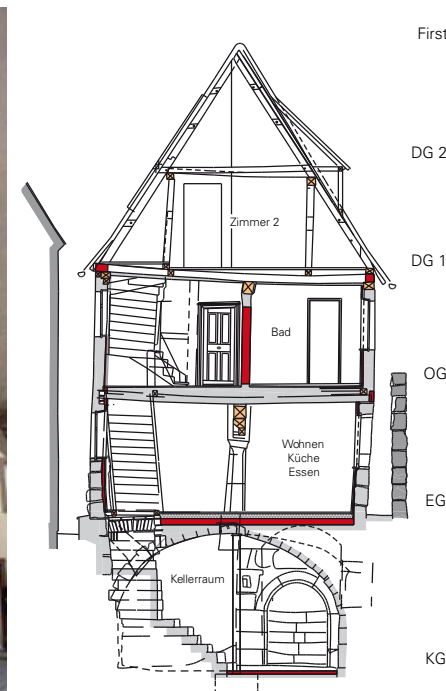 First
DG 2
Zimmer 2
DG 1
Bad
OG
Wohnen
Küche
Essen
EG
Kellerraum
KG